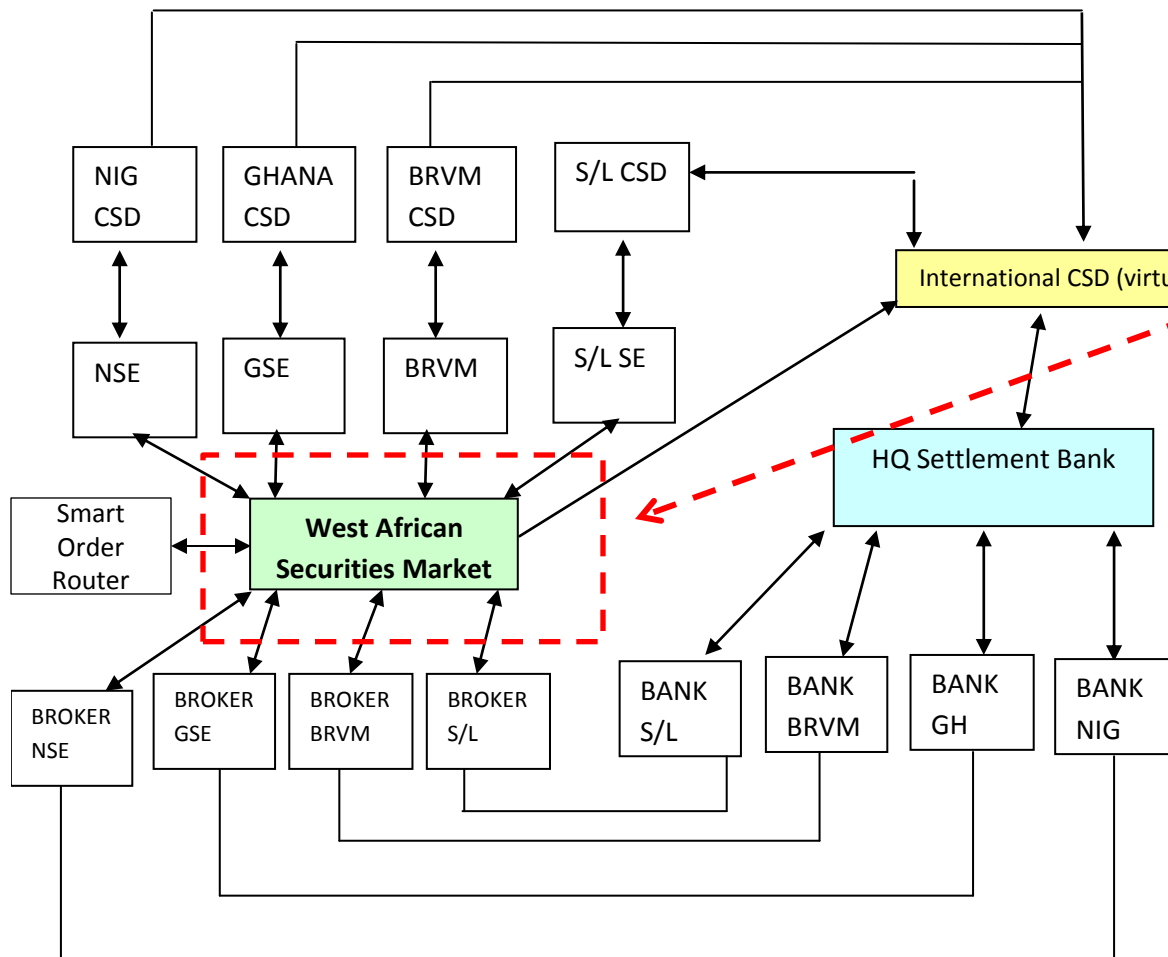 NIG
CSD
GHANA
CSD
BRVM
CSD
S/L CSD
International CSD (virtu
NSE
GSE
BRVM
S/L SE
HQ Settlement Bank
Smart
Order
Router
West African
Securities Market
BROKER
NSE
BROKER
GSE
BROKER
BRVM
BROKER
S/L
BANK
S/L
BANK
BRVM
BANK
GH
BANK
NIG